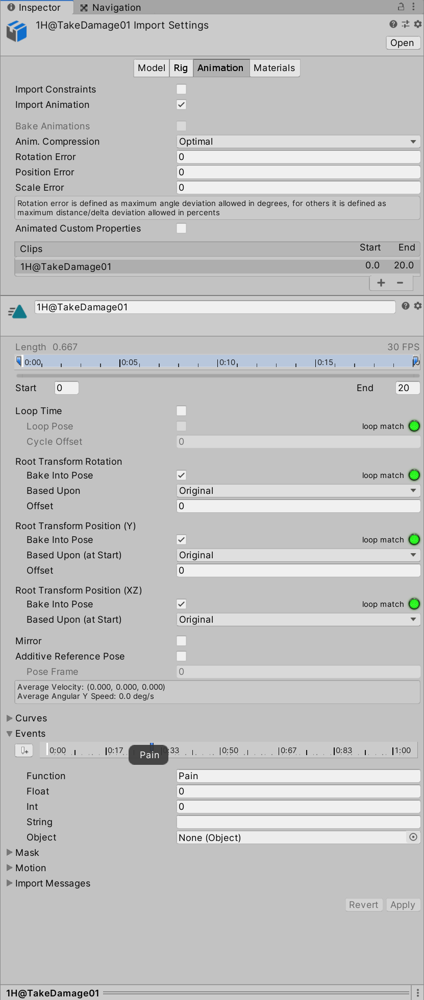 Inspector Navigation
1H@TakeDamage01 Import Settings
Open
Model Rig Animation Materials
Import Constraints
Import Animation
Bake Animations
Anim. Compression Optimal
Rotation Error 0
Position Error 0
Scale Error 0
Rotation error is defined as maximum angle deviation allowed in degrees, for others it is defined as
maximum distance/delta deviation allowed in percents
Animated Custom Properties
Clips Start End
1H@TakeDamage01 0.0 20.0
1H@TakeDamage01
Length 0.667 30 FPS
0:00 0:05 0:10 0:15
Start 0 End 20
Loop Time
Loop Pose loop match
Cycle Offset 0
Root Transform Rotation
Bake Into Pose loop match
Based Upon Original
Offset 0
Root Transform Position (Y)
Bake Into Pose loop match
Based Upon (at Start) Original
Offset 0
Root Transform Position (XZ)
Bake Into Pose loop match
Based Upon (at Start) Original
Mirror
Additive Reference Pose
Pose Frame 0
Average Velocity: (0.000, 0.000, 0.000)
Average Angular Y Speed: 0.0 deg/s
Curves
Events
0:00 0:17 :33 0:50 0:67 0:83 1:00
Pain
Function Pain
Float 0
Int 0
String
Object None (Object)
Mask
Motion
Import Messages
Revert Apply
1H@TakeDamage01